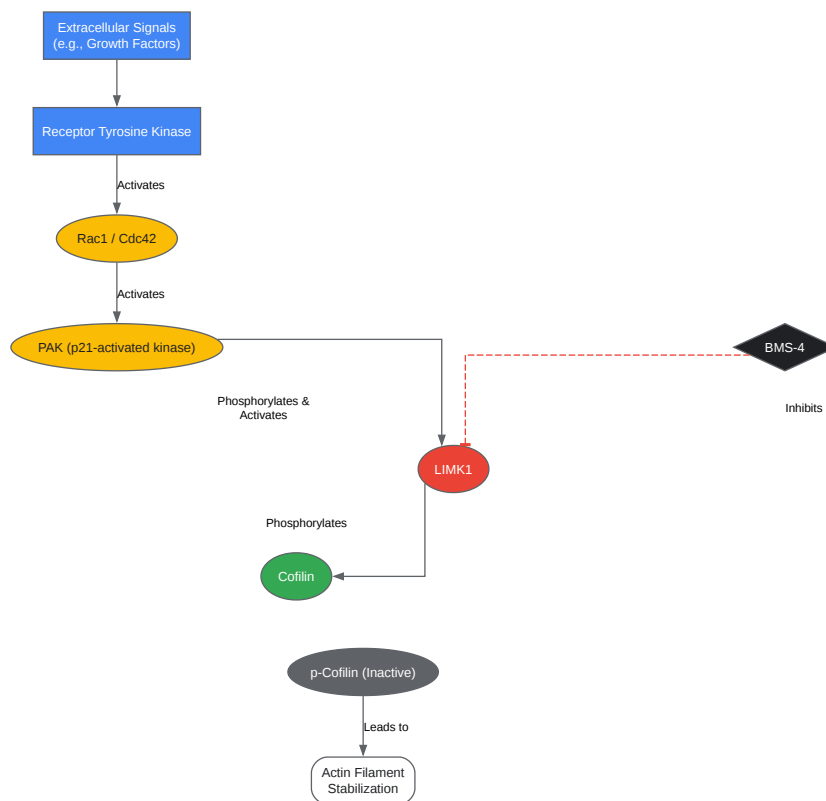 Extracellular Signals
(e.g., Growth Factors)
Receptor Tyrosine Kinase
Activates
Rac1 / Cdc42
Activates
PAK (p21-activated kinase)
BMS-4
Phosphorylates &
Activates
Inhibits
LIMK1
Phosphorylates
Cofilin
p-Cofilin (Inactive)
Leads to
Actin Filament
Stabilization